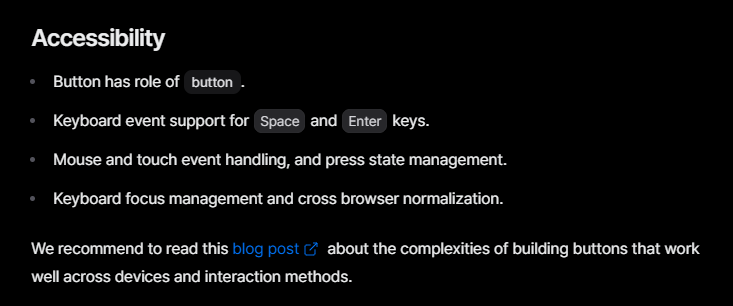 Accessibility
Button has role of button.
Keyboard event support for Space and Enter keys.
Mouse and touch event handling, and press state management.
Keyboard focus management and cross browser normalization.
We recommend to read this blog post about the complexities of building buttons that work
well across devices and interaction methods.